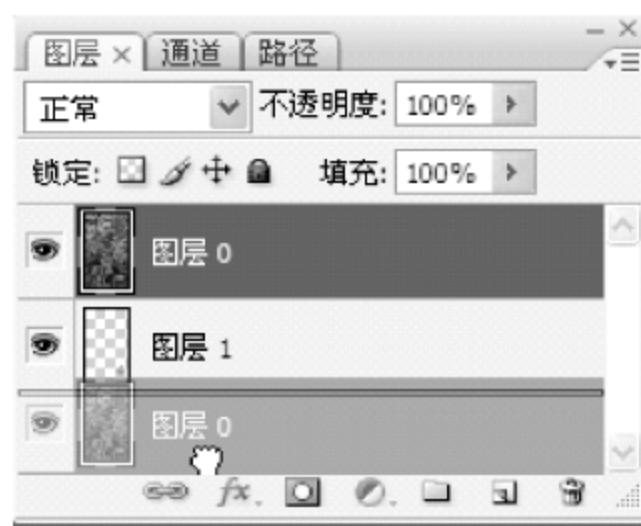 图层 × 通道 路径
正常 不透明度: 100%
锁定: 填充: 100%
图层 0
图层 1
图层 0
fx.